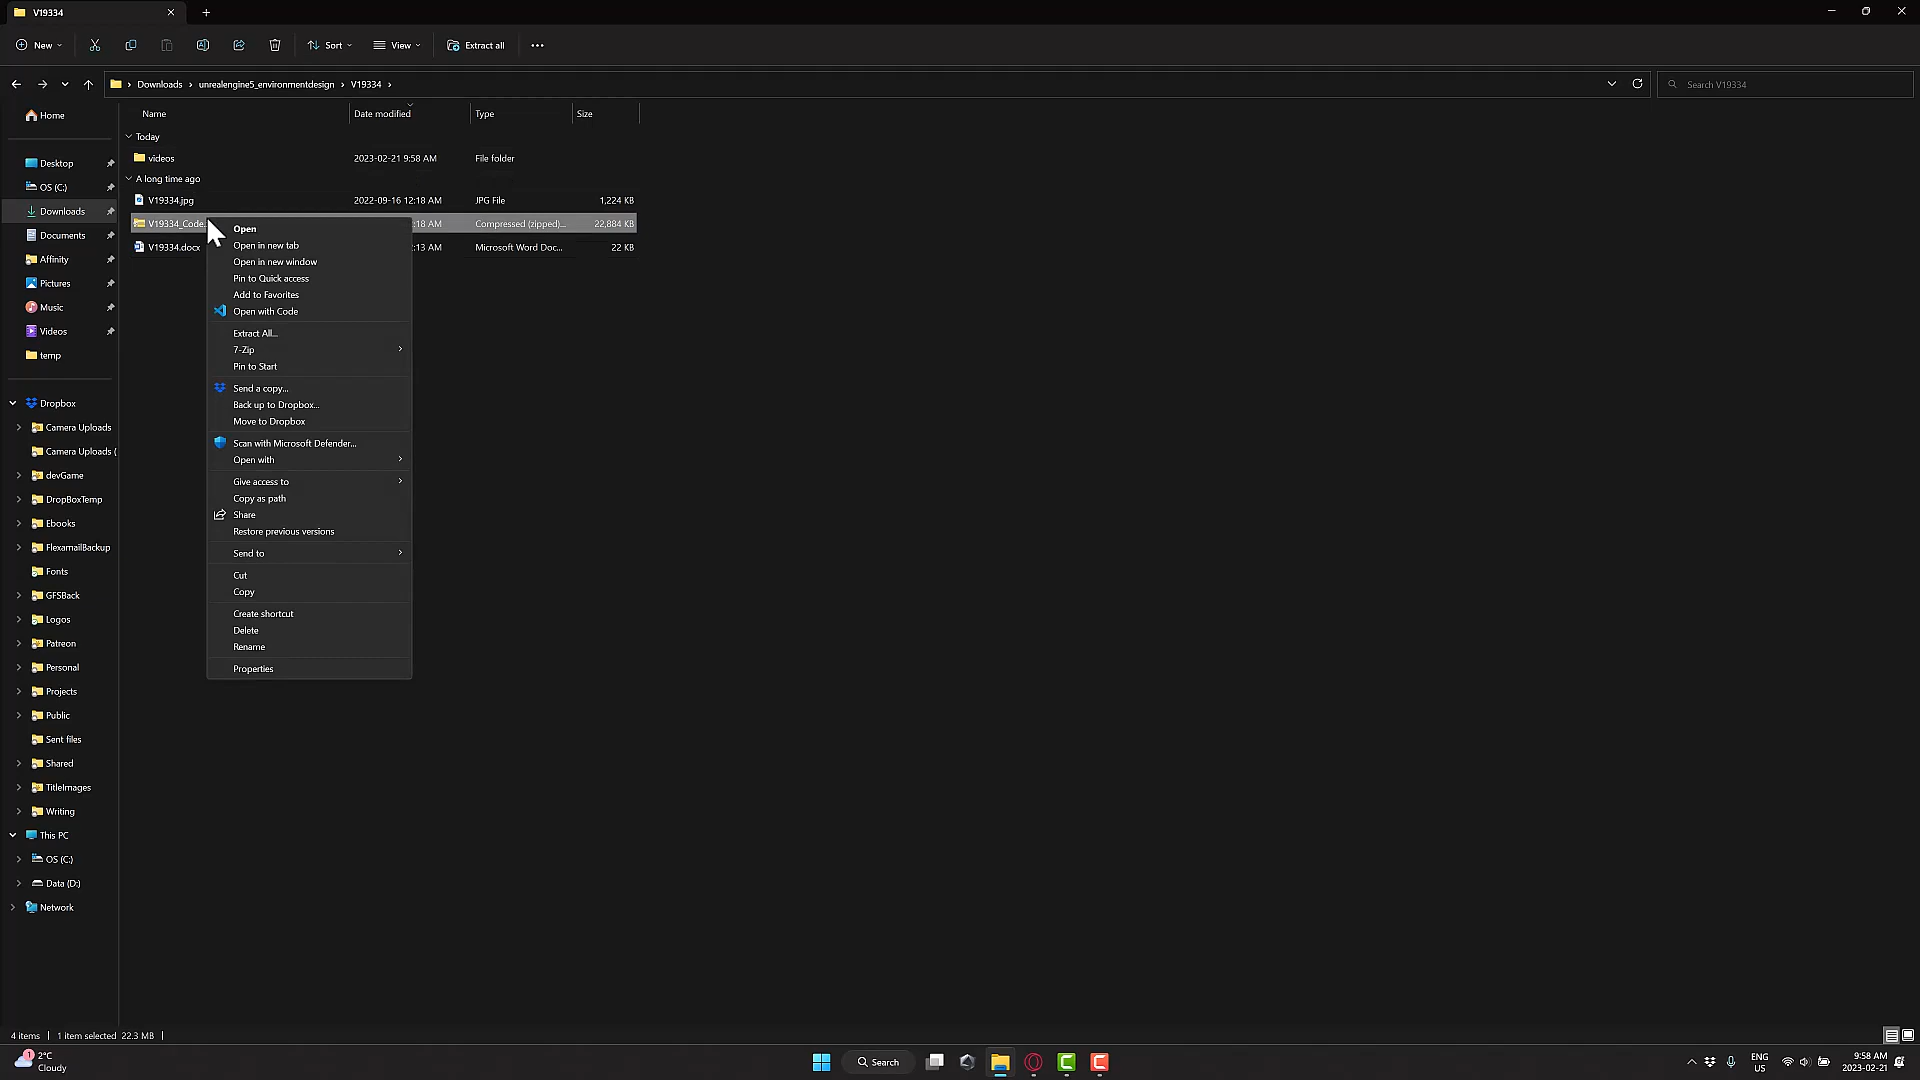 V19334
New
Sort
View
Extract all
Downloads
unrealengine5_environmentdesign
V19334
Search V19334
Name
Date modified
Type
Size
Today
videos 2023-02-21 9:58 AM File folder
A long time ago
V19334.jpg 2022-09-16 12:18 AM JPG File 1,224 KB
V19334_Code. :18 AM Compressed (zipped)... 22,884 KB
V19334.docx :13 AM Microsoft Word Doc... 22 KB
Home
Desktop
OS (C:)
Downloads
Documents
Affinity
Pictures
Music
Videos
temp
Dropbox
Camera Uploads
Camera Uploads (
devGame
DropBoxTemp
Ebooks
FlexamailBackup
Fonts
GFSBack
Logos
Patreon
Personal
Projects
Public
Sent files
Shared
TitleImages
Writing
This PC
OS (C:)
Data (D:)
Network
Open
Open in new tab
Open in new window
Pin to Quick access
Add to Favorites
Open with Code
Extract All...
7-Zip
Pin to Start
Send a copy...
Back up to Dropbox...
Move to Dropbox
Scan with Microsoft Defender...
Open with
Give access to
Copy as path
Share
Restore previous versions
Send to
Cut
Copy
Create shortcut
Delete
Rename
Properties
4 items 1 item selected 22.3 MB
1
2°C
Cloudy
Search
ENG
US
9:58 AM
2023-02-21